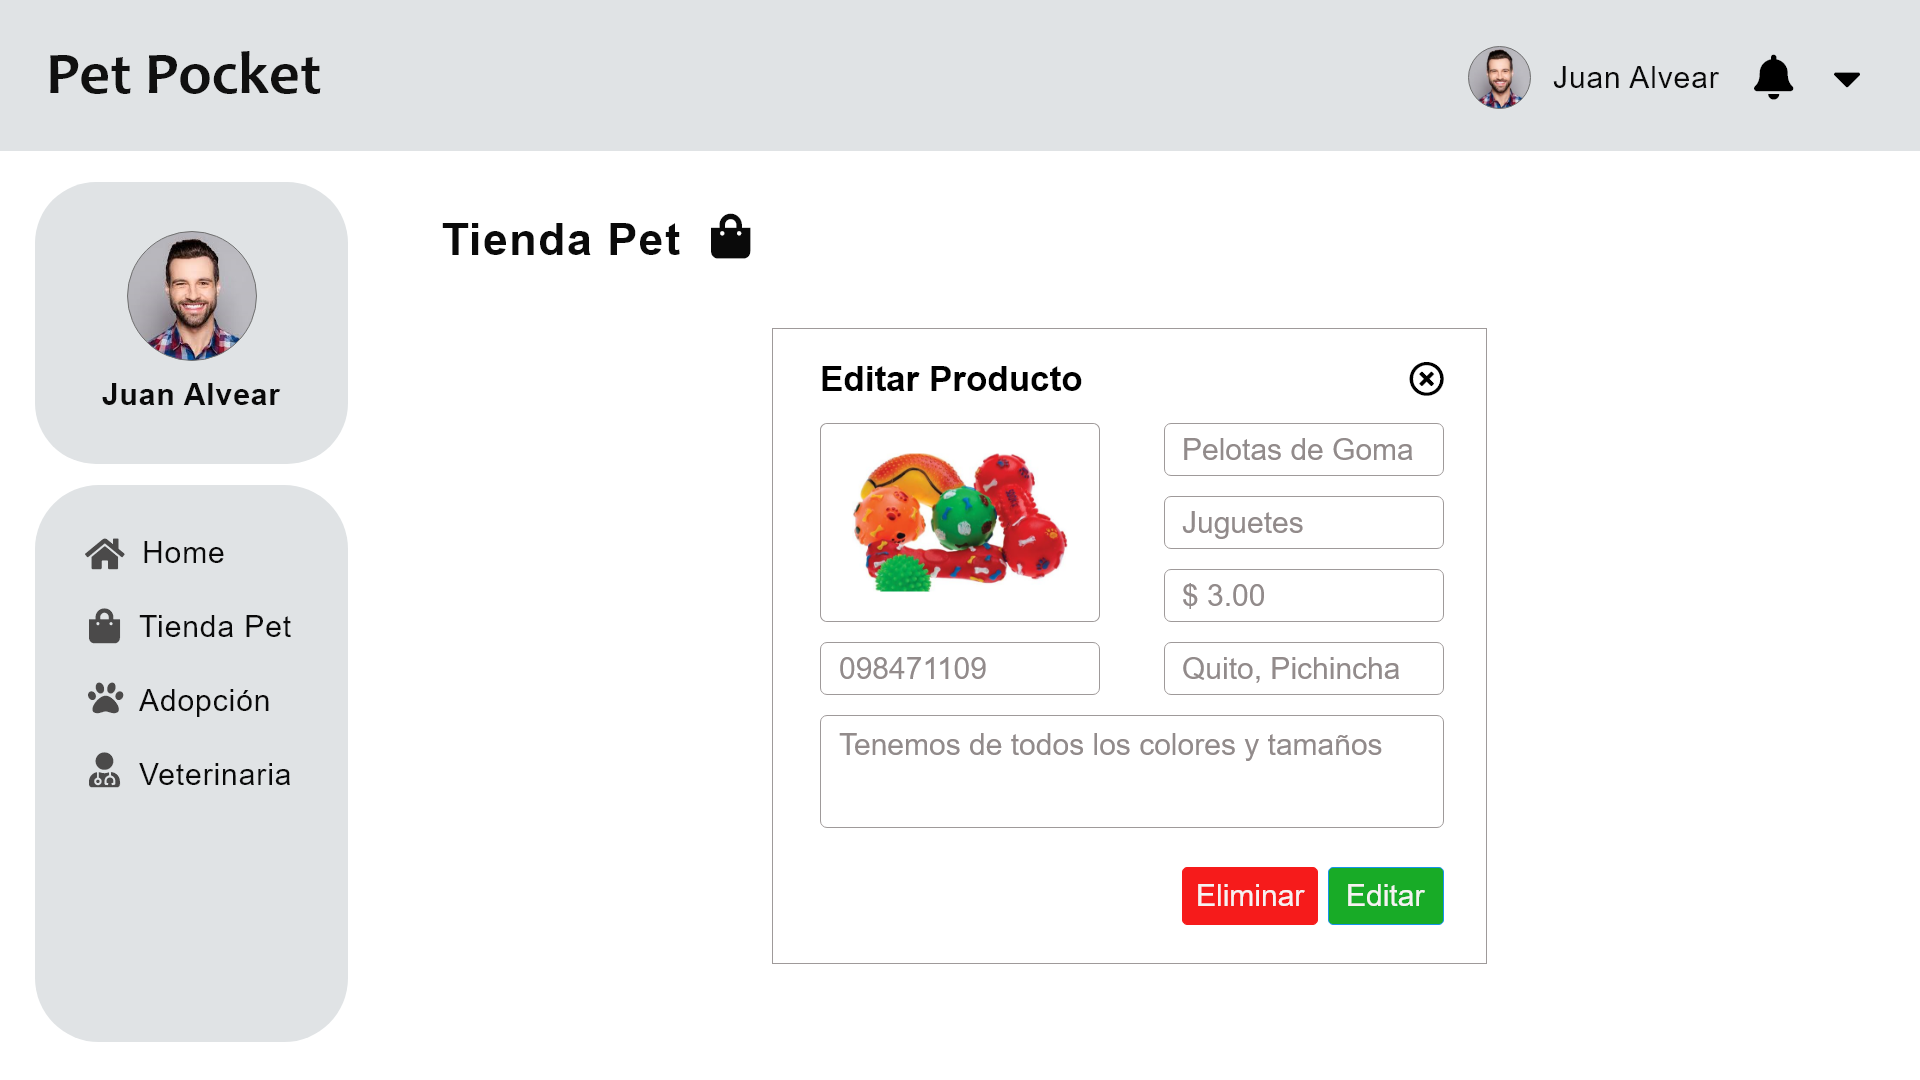 Pet Pocket
Juan Alvear
Juan Alvear
Home
Tienda Pet
Adopción
Veterinaria
Tienda Pet
Editar Producto
Pelotas de Goma
Juguetes
$ 3.00
098471109
Quito, Pichincha
Tenemos de todos los colores y tamaños
Eliminar
Editar